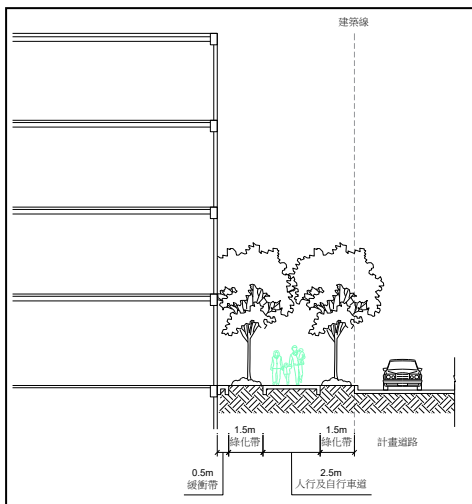 建築線
1.5m
綠化帶
1.5m
綠化帶
計畫道路
0.5m
緩衝帶
2.5m
人行及自行車道